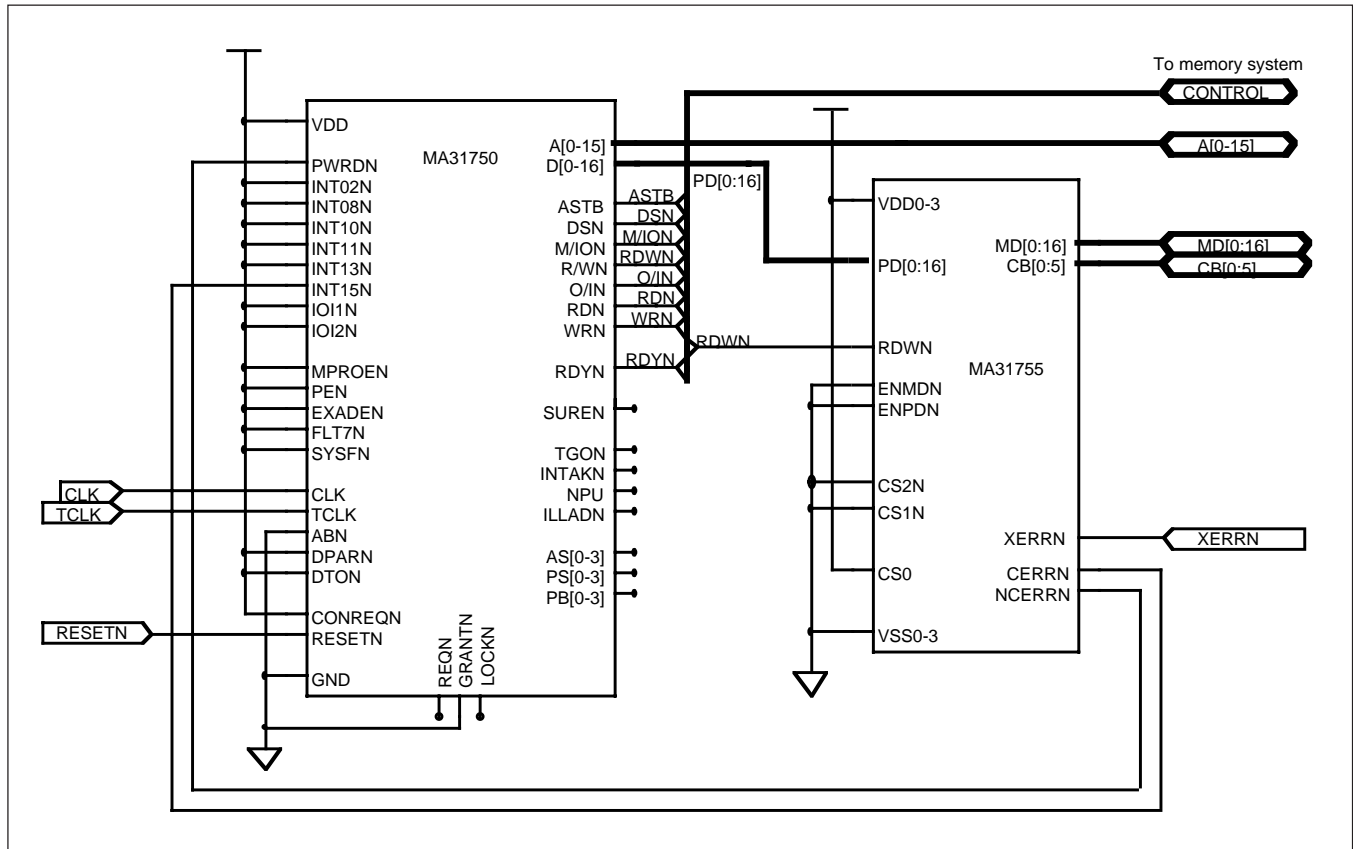 To memory system
CONTROL
A[0-15]
MD[0:16]
CB[0:5]
XERRN
CLK
TCLK
RESETN
MA31750
VDD
PWRDN
INT02N
INT08N
INT10N
INT11N
INT13N
INT15N
IOI1N
IOI2N
MPROEN
PEN
EXADEN
FLT7N
SYSFN
CLK
TCLK
ABN
DPARN
DTON
CONREQN
RESETN
GND
A[0-15]
D[0-16]
ASTB
DSN
M/ION
R/WN
O/IN
RDN
WRN
RDYN
SUREN
TGON
INTAKN
NPU
ILLADN
AS[0-3]
PS[0-3]
PB[0-3]
REQN
GRANTN
LOCKN
PD[0:16]
ASTB
DSN
M/ION
RDWN
O/IN
RDN
WRN
RDYN
RDWN
MA31755
VDD0-3
PD[0:16]
RDWN
ENMDN
ENPDN
CS2N
CS1N
CS0
VSS0-3
MD[0:16]
CB[0:5]
XERRN
CERRN
NCERRN